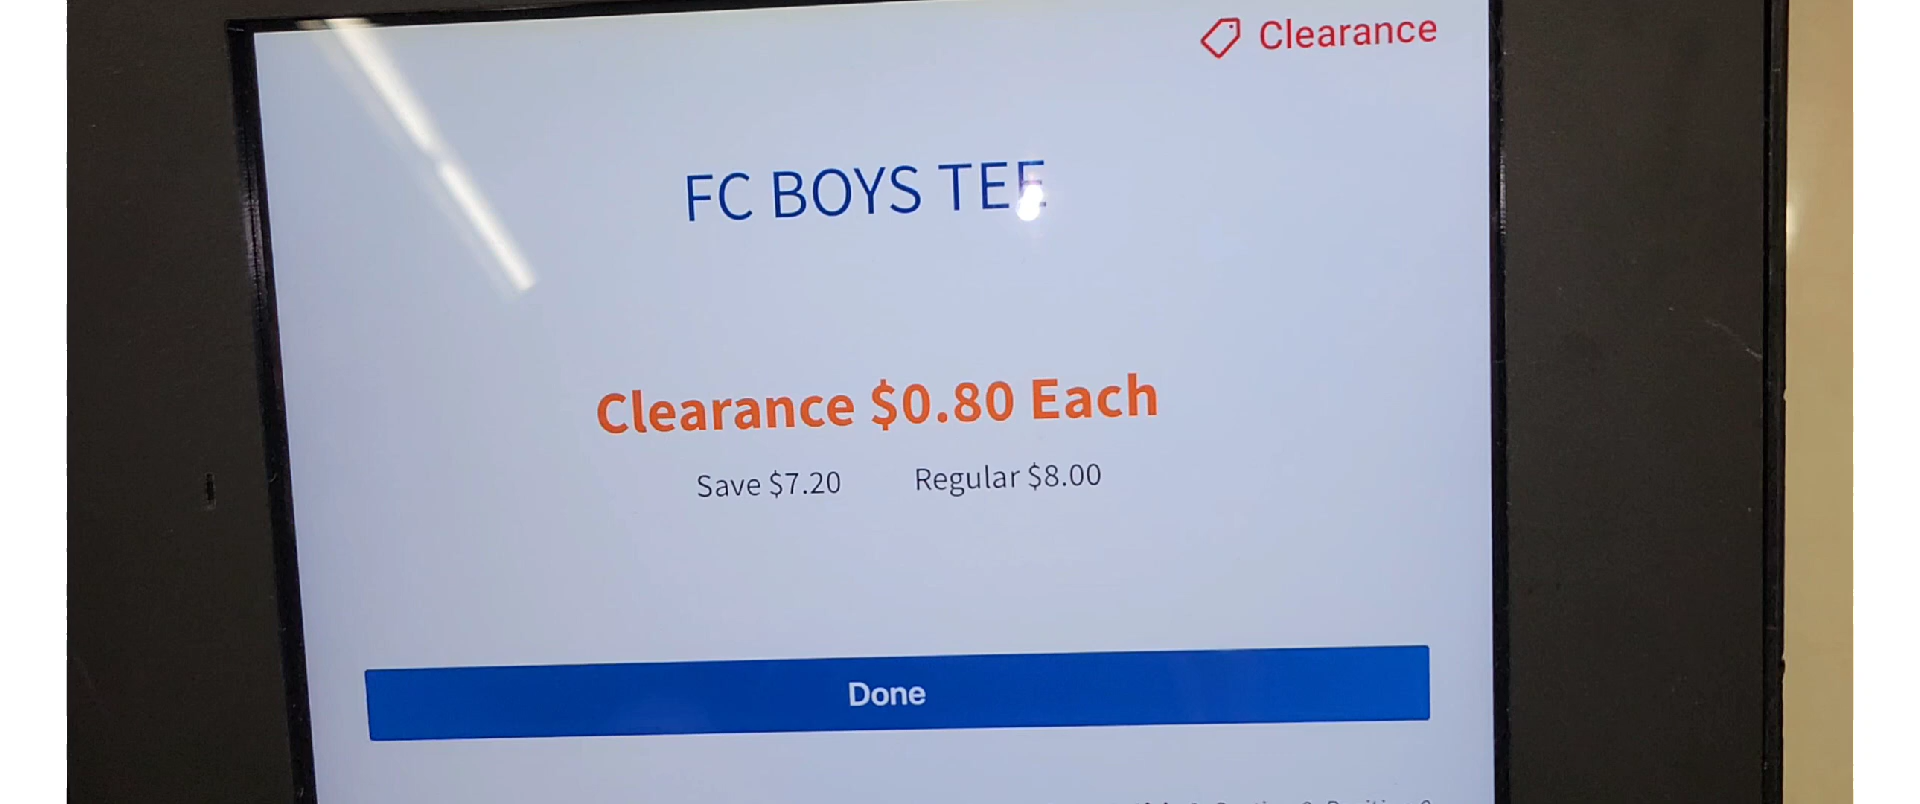 Clearance
FC BOYS TEE
Clearance $0.80 Each
Save $7.20 Regular $8.00
Done